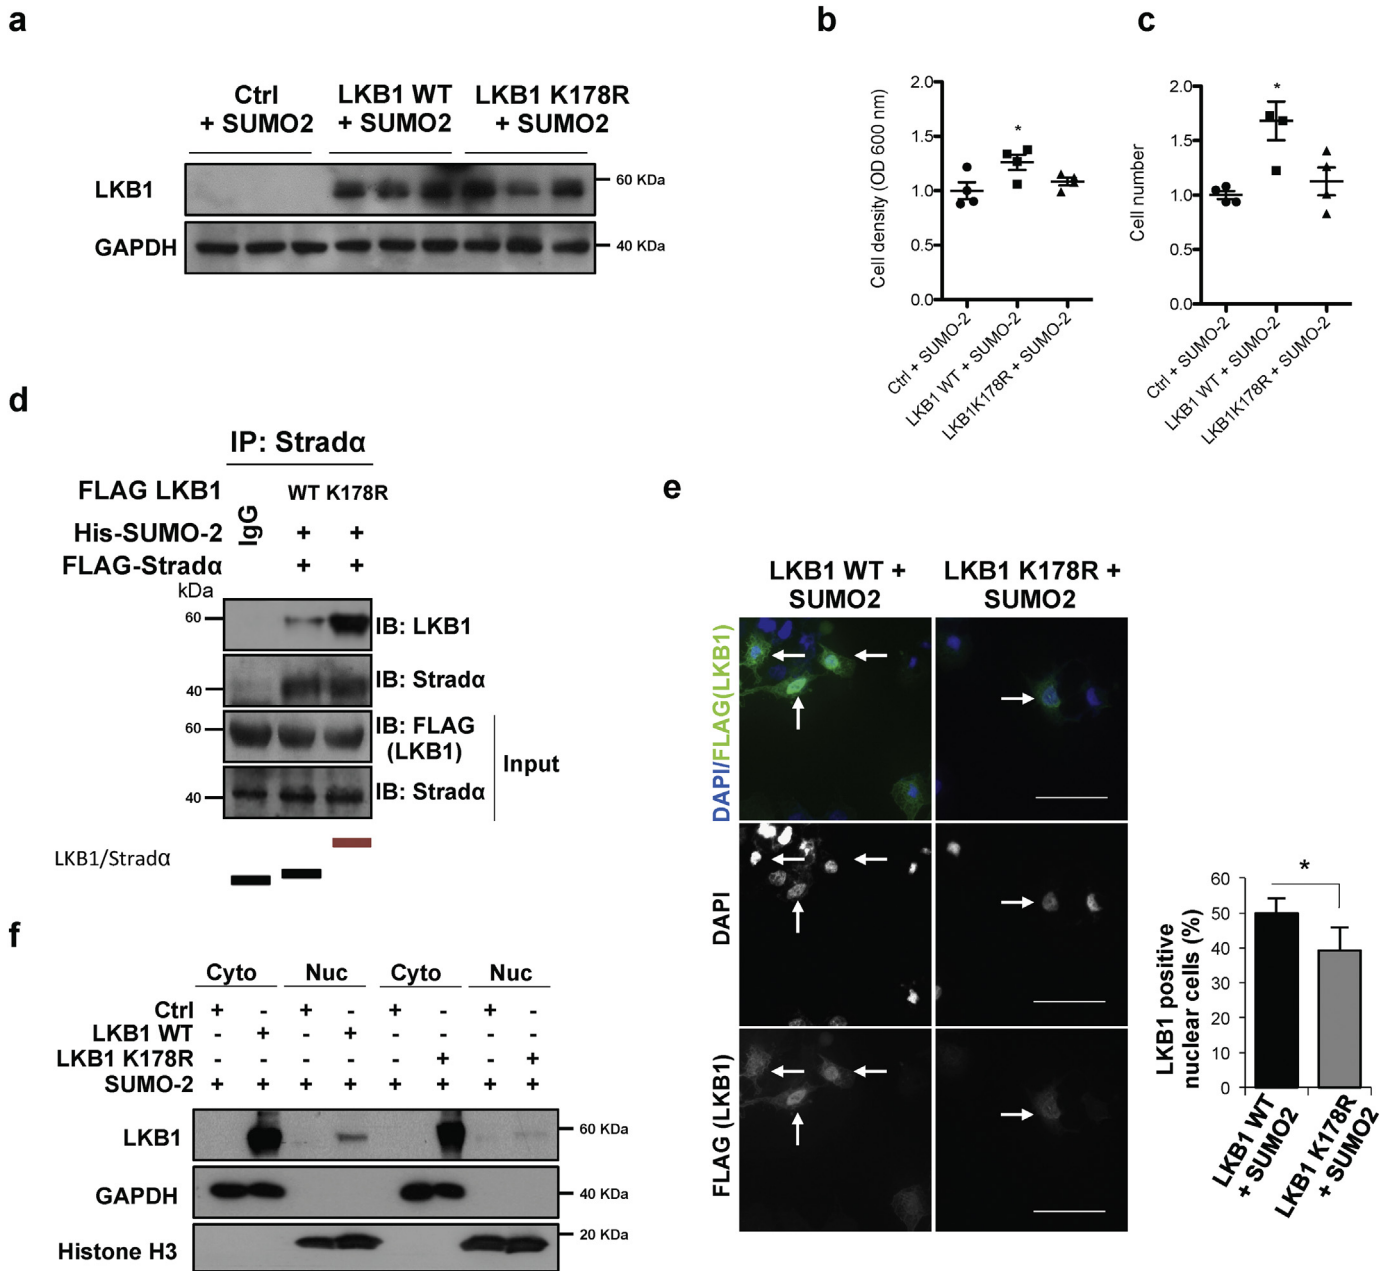 a
Ctrl
+ SUMO2
LKB1 WT
+ SUMO2
LKB1 K178R
+ SUMO2
LKB1
60 KDa
GAPDH
40 KDa
b
Cell density (OD 600 nm)
2.0
1.5
*
1.0
0.5
0.0
Ctrl + SUMO-2
LKB1 WT + SUMO-2
LKB1K178R + SUMO-2
c
Cell number
2.0
*
1.5
1.0
0.5
0.0
Ctrl + SUMO-2
LKB1 WT + SUMO-2
LKB1K178R + SUMO-2
d
IP: Stradα
FLAG LKB1 IgG WT K178R
His-SUMO-2 + +
FLAG-Stradα + +
kDa
60 IB: LKB1
40 IB: Stradα
60 IB: FLAG
(LKB1)
40 IB: Stradα
Input
LKB1/Stradα
e
LKB1 WT +
SUMO2
LKB1 K178R +
SUMO2
DAPI/FLAG(LKB1)
DAPI
FLAG (LKB1)
LKB1 positive
nuclear cells (%)
*
60
50
40
30
20
10
0
LKB1 WT
+ SUMO2
LKB1 K178R
+ SUMO2
f
Cyto Nuc Cyto Nuc
Ctrl + - + - + - + -
LKB1 WT - + - + - - - -
LKB1 K178R - - - - - + - +
SUMO-2 + + + + + + + +
LKB1 60 KDa
GAPDH 40 KDa
Histone H3 20 KDa